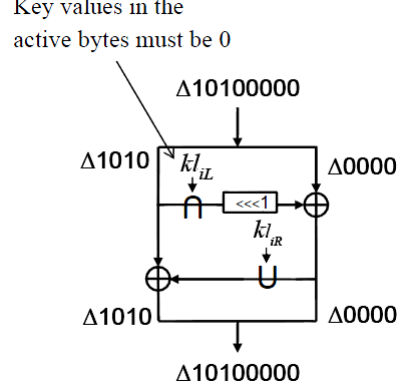 Key values in the
active bytes must be 0
Δ10100000
Δ1010
kl_iL
Δ0000
∩
<<<1
kl_iR
∪
Δ1010
Δ0000
Δ10100000